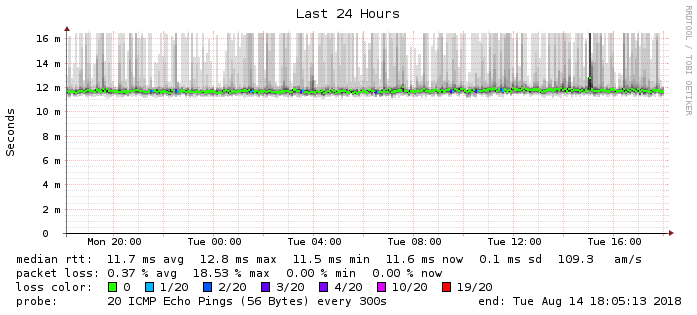 Last 24 Hours
RRDTOOL / TOBI OETIKER
Seconds
16 m
14 m
12 m
10 m
8 m
6 m
4 m
2 m
0
Mon 20:00 Tue 00:00 Tue 04:00 Tue 08:00 Tue 12:00 Tue 16:00
median rtt: 11.7 ms avg 12.8 ms max 11.5 ms min 11.6 ms now 0.1 ms sd 109.3 am/s
packet loss: 0.37 % avg 18.53 % max 0.00 % min 0.00 % now
loss color: 0 1/20 2/20 3/20 4/20 10/20 19/20
probe: 20 ICMP Echo Pings (56 Bytes) every 300s end: Tue Aug 14 18:05:13 2018